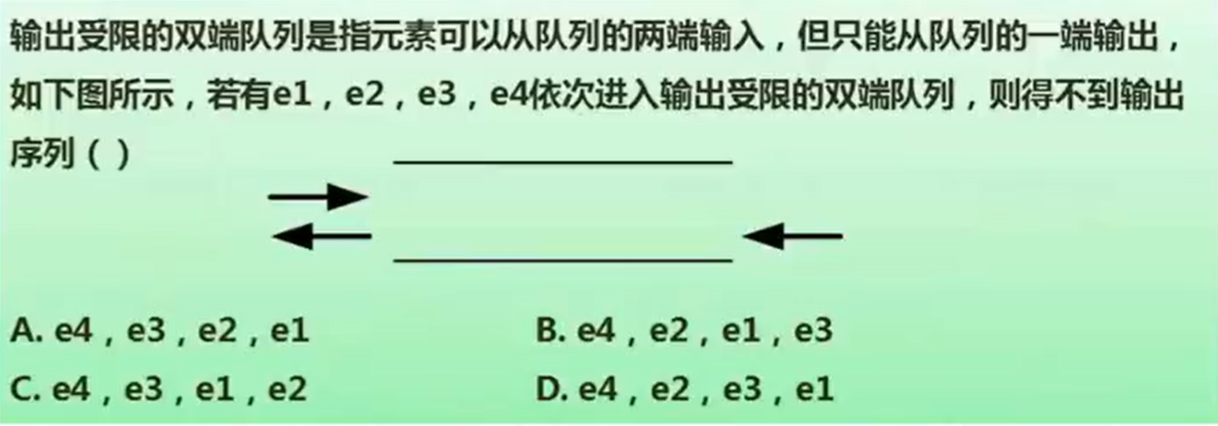 输出受限的双端队列是指元素可以从队列的两端输入，但只能从队列的一端输出，
如下图所示，若有e1，e2，e3，e4依次进入输出受限的双端队列，则得不到输出
序列（ ）
A. e4，e3，e2，e1 B. e4，e2，e1，e3
C. e4，e3，e1，e2 D. e4，e2，e3，e1